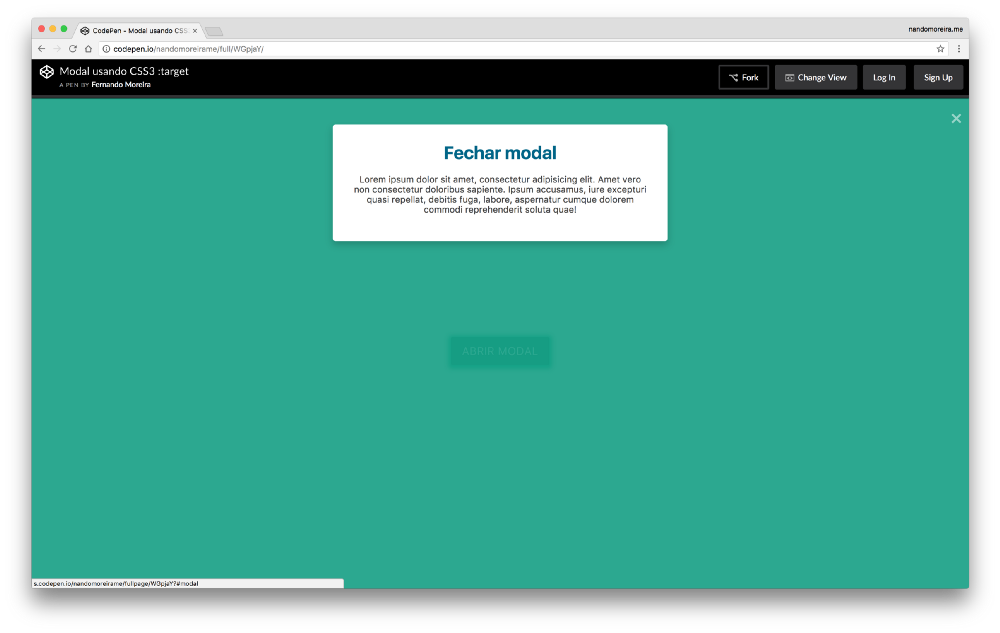 CodePen - Modal usando CSS
nandomoreira.me
codepen.io/nandomoreirame/full/WGpjaY/
Modal usando CSS3 :target
A PEN BY Fernando Moreira
Fork
Change View
Log In
Sign Up
Fechar modal
Lorem ipsum dolor sit amet, consectetur adipisicing elit. Amet vero
non consectetur doloribus sapiente. Ipsum accusamus, iure excepturi
quasi repellat, debitis fuga, labore, aspernatur cumque dolorem
commodi reprehenderit soluta quae!
ABRIR MODAL
s.codepen.io/nandomoreirame/fullpage/WGpjaY?#modal